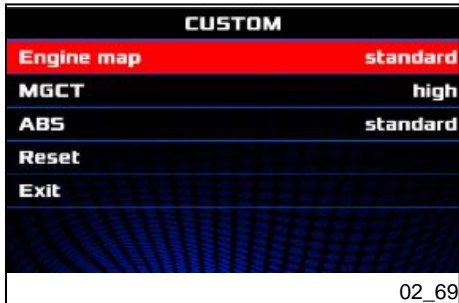 CUSTOM
Engine map standard
MGCT high
ABS standard
Reset
Exit
02_69